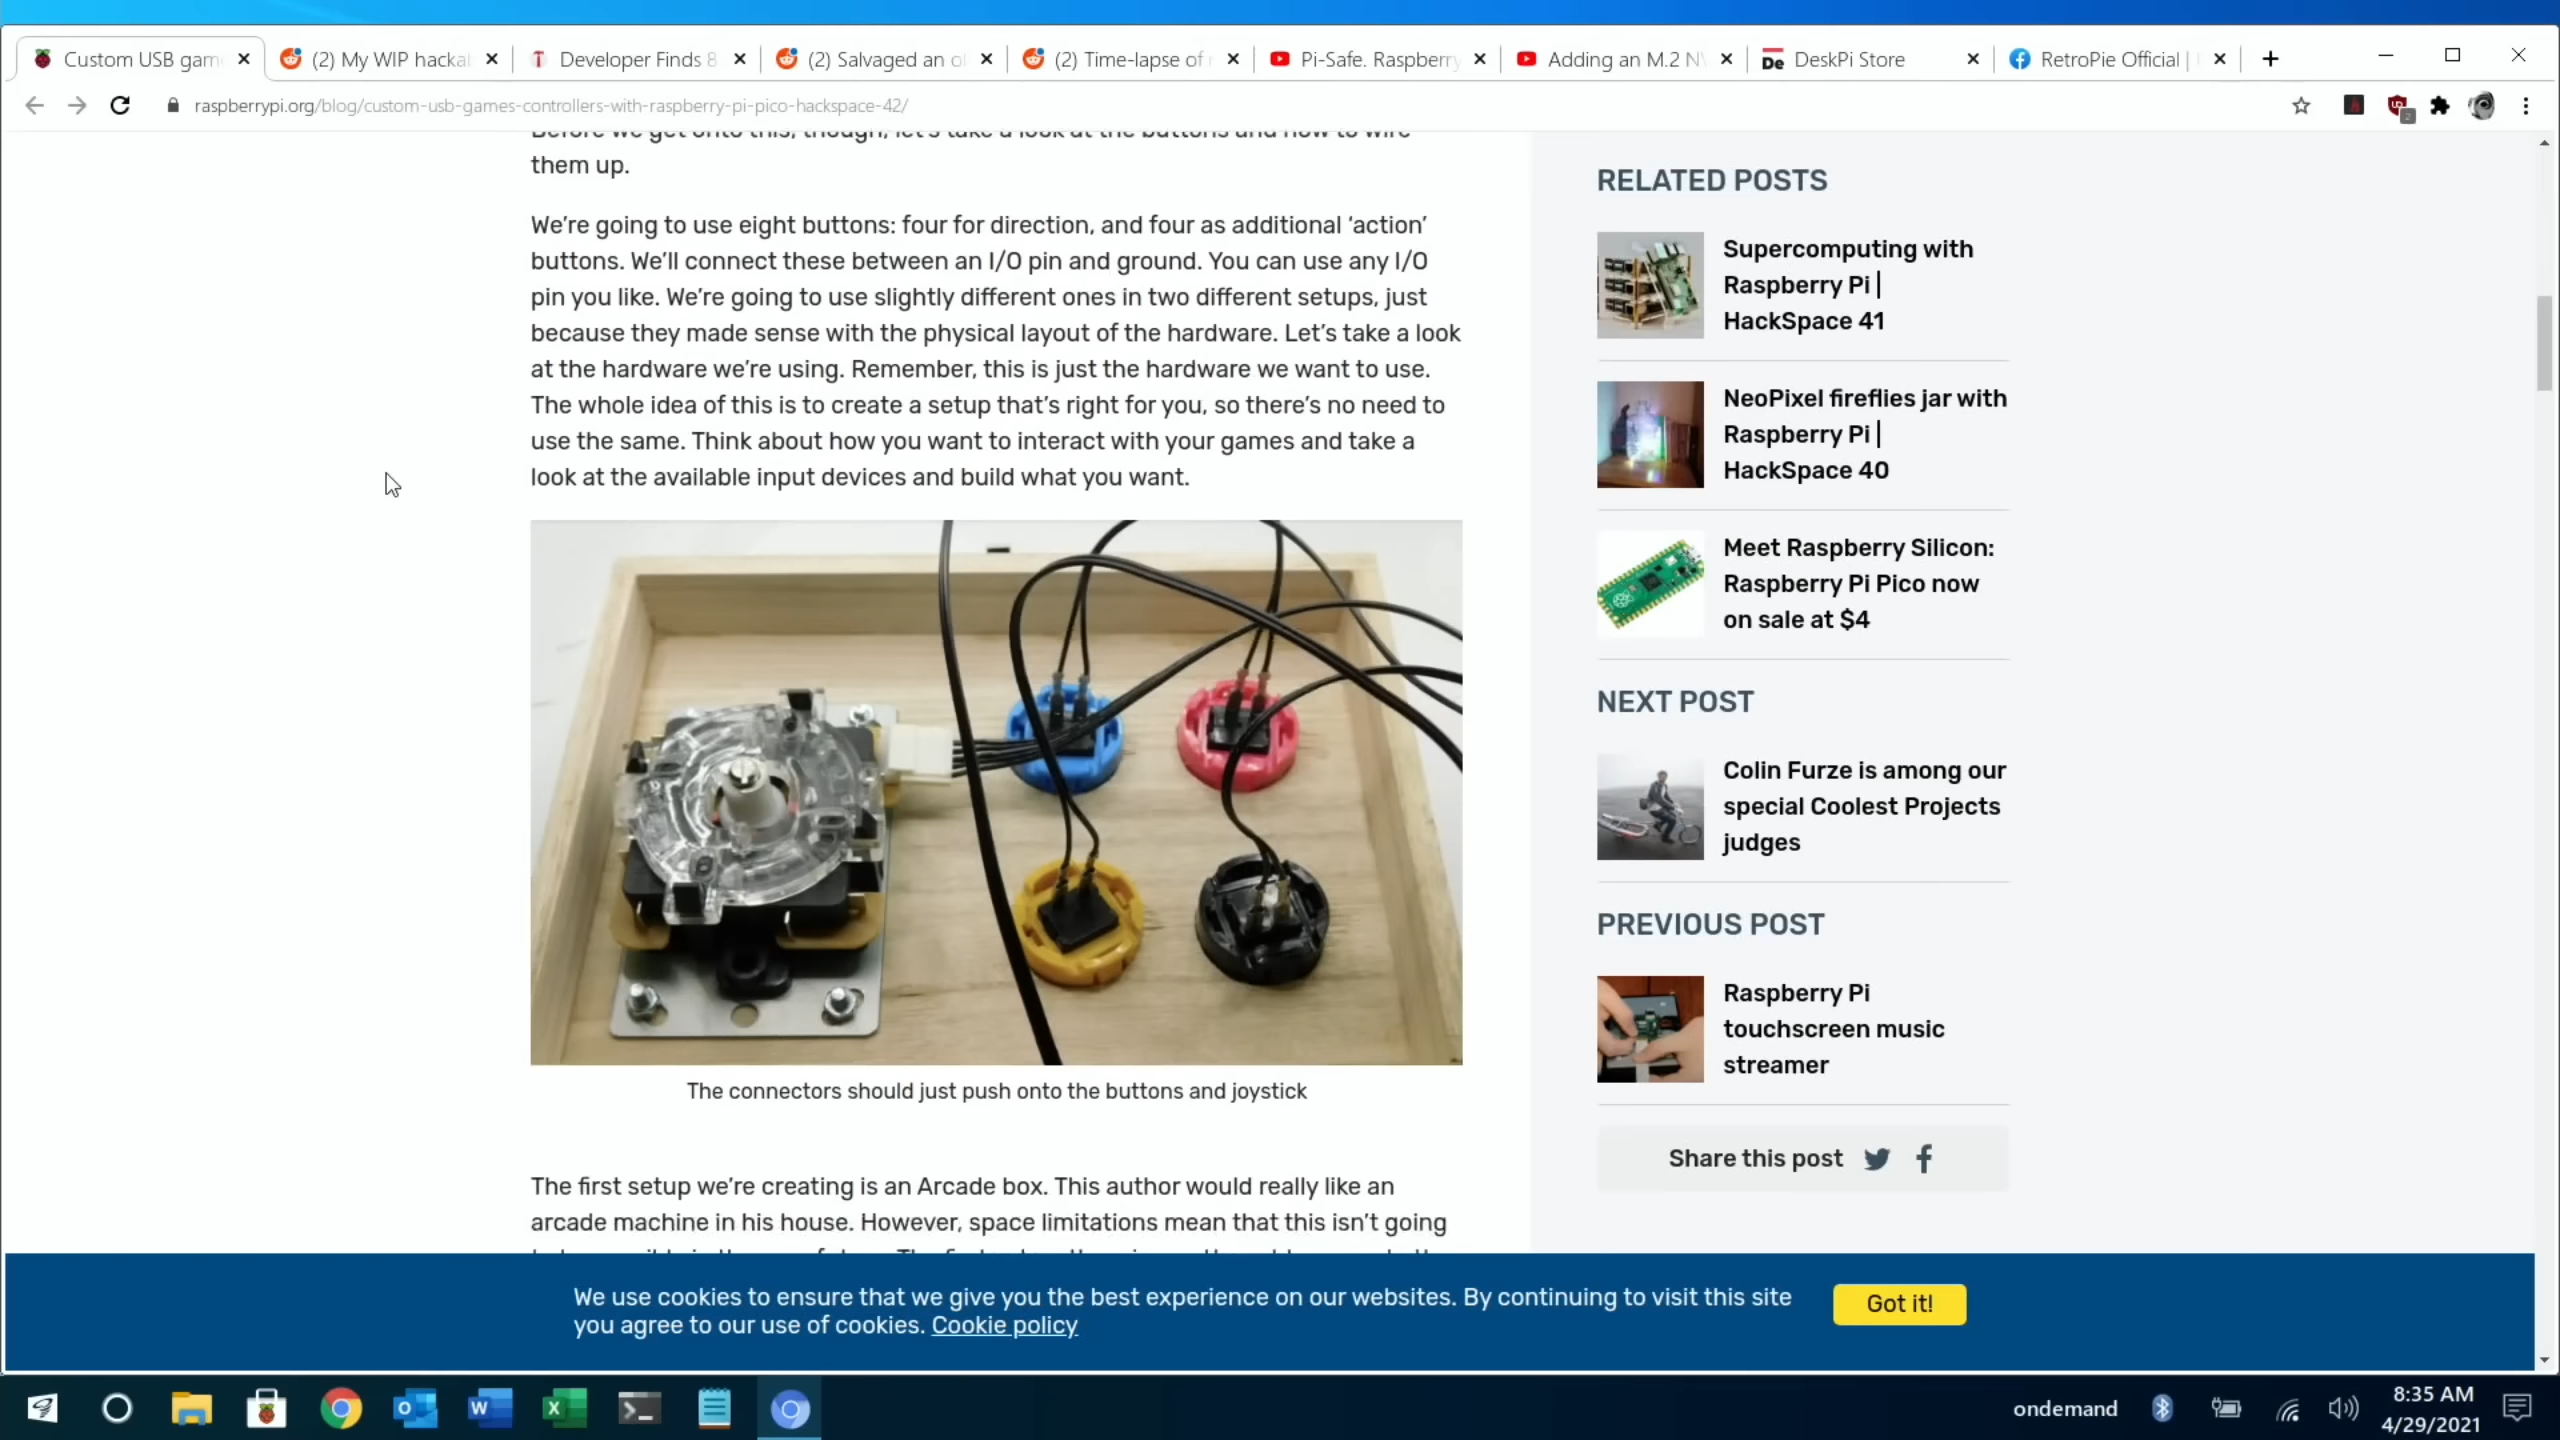 Custom USB gam
(2) My WIP hacka
Developer Finds 8
(2) Salvaged an o
(2) Time-lapse of
Pi-Safe. Raspberry
Adding an M.2 N
De DeskPi Store
RetroPie Official |
raspberrypi.org/blog/custom-usb-games-controllers-with-raspberry-pi-pico-hackspace-42/
2
Before we get onto this, though, let's take a look at the buttons and how to wire
them up.
We're going to use eight buttons: four for direction, and four as additional ‘action’
buttons. We'll connect these between an I/O pin and ground. You can use any I/O
pin you like. We're going to use slightly different ones in two different setups, just
because they made sense with the physical layout of the hardware. Let's take a look
at the hardware we're using. Remember, this is just the hardware we want to use.
The whole idea of this is to create a setup that's right for you, so there's no need to
use the same. Think about how you want to interact with your games and take a
look at the available input devices and build what you want.
The connectors should just push onto the buttons and joystick
The first setup we're creating is an Arcade box. This author would really like an
arcade machine in his house. However, space limitations mean that this isn't going
RELATED POSTS
Supercomputing with
Raspberry Pi |
HackSpace 41
NeoPixel fireflies jar with
Raspberry Pi |
HackSpace 40
Meet Raspberry Silicon:
Raspberry Pi Pico now
on sale at $4
NEXT POST
Colin Furze is among our
special Coolest Projects
judges
PREVIOUS POST
Raspberry Pi
touchscreen music
streamer
Share this post
We use cookies to ensure that we give you the best experience on our websites. By continuing to visit this site
you agree to our use of cookies. Cookie policy
Got it!
ondemand
8:35 AM
4/29/2021